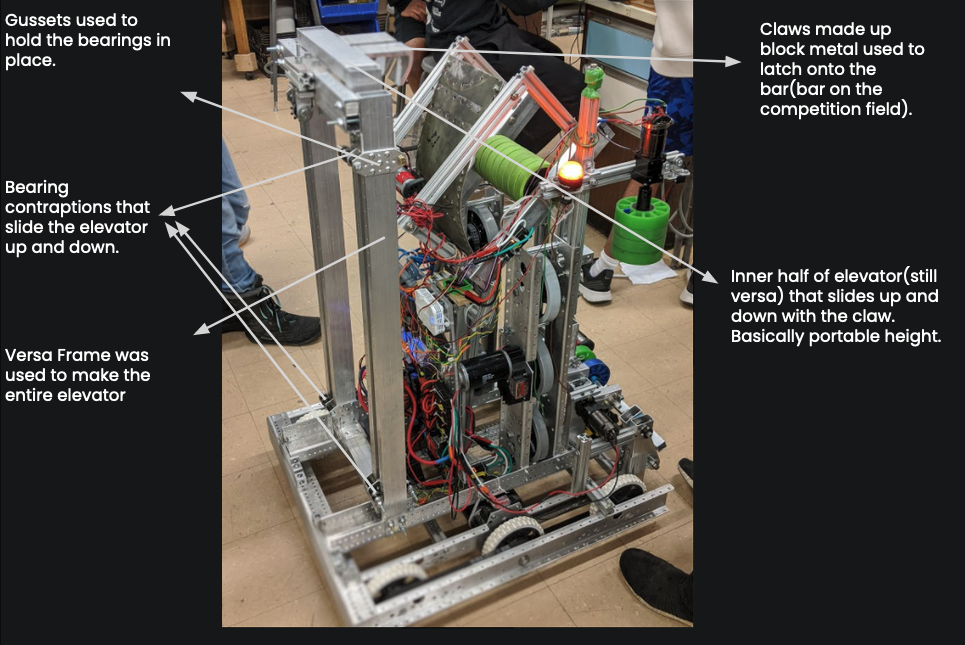 Gussets used to
hold the bearings in
place.
Bearing
contraptions that
slide the elevator
up and down.
Versa Frame was
used to make the
entire elevator
Claws made up
block metal used to
latch onto the
bar(bar on the
competition field).
Inner half of elevator(still
versa) that slides up and
down with the claw.
Basically portable height.